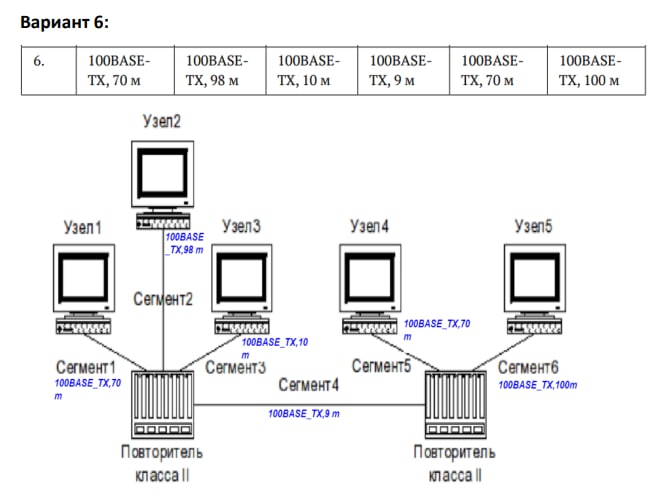 Вариант 6:
6. 100BASE- 100BASE- 100BASE- 100BASE- 100BASE- 100BASE-
TX, 70 м TX, 98 м TX, 10 м TX, 9 м TX, 70 м TX, 100 м
Узел2
Узел1 Узел3 Узел4 Узел5
100BASE
_TX,98 m
Сегмент2
100BASE_TX,10
m
100BASE_TX,70
m
Сегмент1 Сегмент3 Сегмент5 Сегмент6
100BASE_TX,70
m
100BASE_TX,100m
Сегмент4
100BASE_TX,9 m
Повторитель Повторитель
класса II класса II